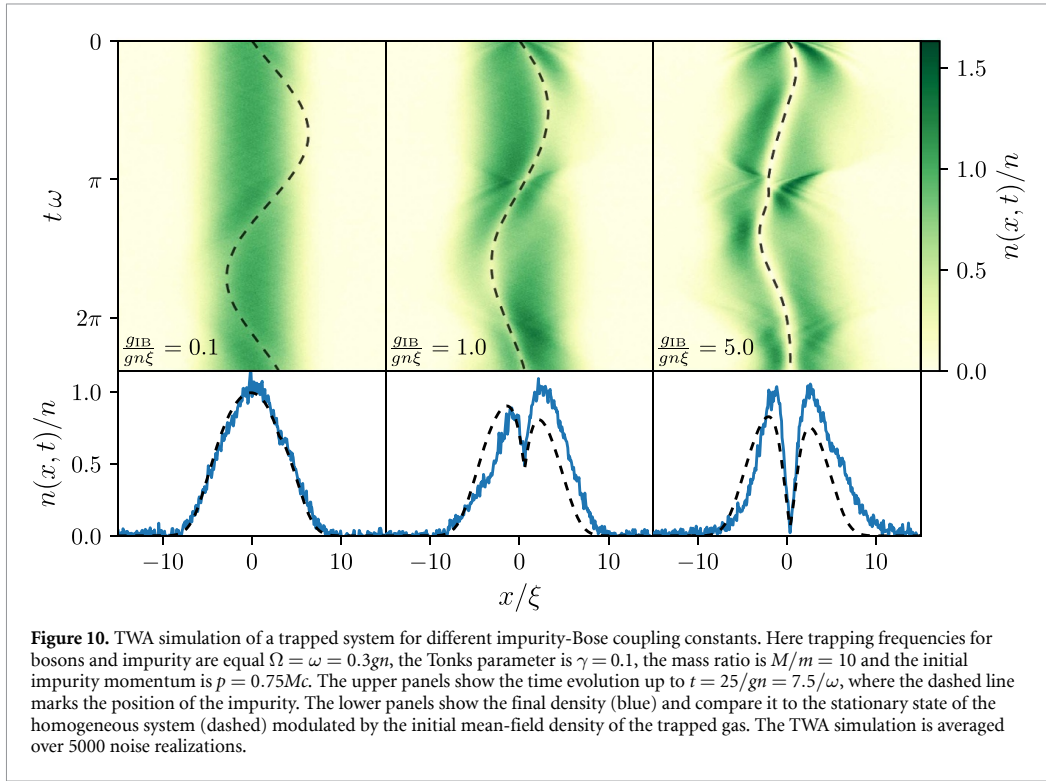 0
π
2π
t ω
g_IB/gnξ = 0.1
g_IB/gnξ = 1.0
g_IB/gnξ = 5.0
1.5
1.0
0.5
0.0
n(x, t)/n
1.0
0.5
0.0
n(x, t)/n
−10 0 10 −10 0 10 −10 0 10
x/ξ
Figure 10. TWA simulation of a trapped system for different impurity-Bose coupling constants. Here trapping frequencies for
bosons and impurity are equal Ω = ω = 0.3gn, the Tonks parameter is γ = 0.1, the mass ratio is M/m = 10 and the initial
impurity momentum is p = 0.75Mc. The upper panels show the time evolution up to t = 25/gn = 7.5/ω, where the dashed line
marks the position of the impurity. The lower panels show the final density (blue) and compare it to the stationary state of the
homogeneous system (dashed) modulated by the initial mean-field density of the trapped gas. The TWA simulation is averaged
over 5000 noise realizations.